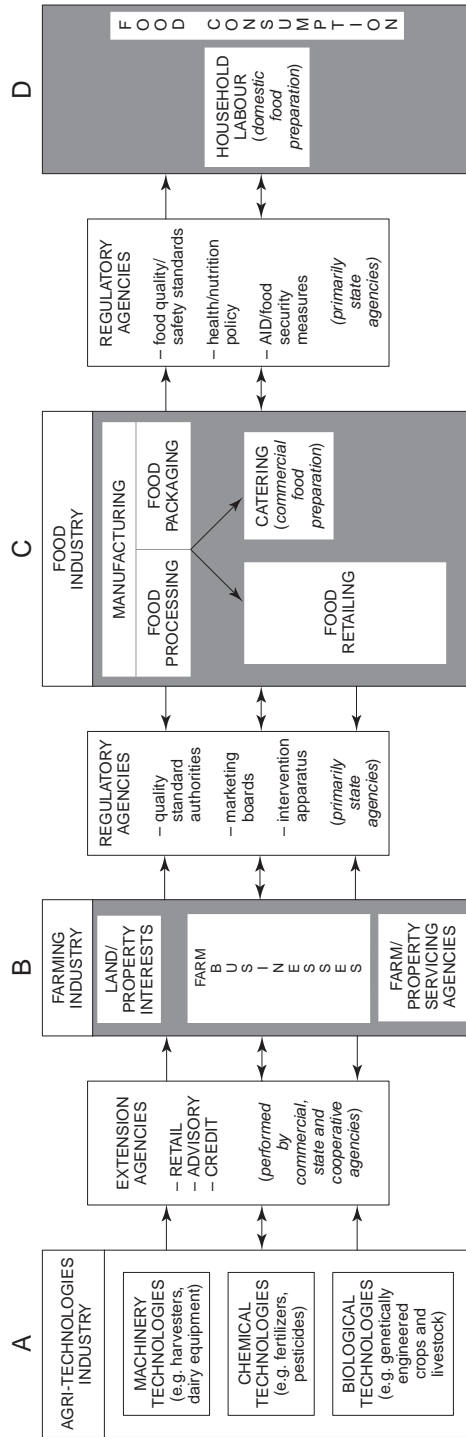 A
AGRI-TECHNOLOGIES
INDUSTRY
MACHINERY
TECHNOLOGIES
(e.g. harvesters,
dairy equipment)
CHEMICAL
TECHNOLOGIES
(e.g. fertilizers,
pesticides)
BIOLOGICAL
TECHNOLOGIES
(e.g. genetically
engineered
crops and
livestock)
EXTENSION
AGENCIES
– RETAIL
– ADVISORY
– CREDIT
(performed
by
commercial,
state and
cooperative
agencies)
B
FARMING
INDUSTRY
LAND/
PROPERTY
INTERESTS
FARM
BUSINESSES
FARM/
PROPERTY
SERVICING
AGENCIES
REGULATORY
AGENCIES
– quality
standard
authorities
– marketing
boards
– intervention
apparatus
(primarily
state
agencies)
C
FOOD
INDUSTRY
MANUFACTURING
FOOD
PROCESSING
FOOD
PACKAGING
FOOD
RETAILING
CATERING
(commercial
food
preparation)
REGULATORY
AGENCIES
– food quality/
safety standards
– health/nutrition
policy
– AID/food
security
measures
(primarily
state
agencies)
D
HOUSEHOLD
LABOUR
(domestic
food
preparation)
FOOD CONSUMPTION